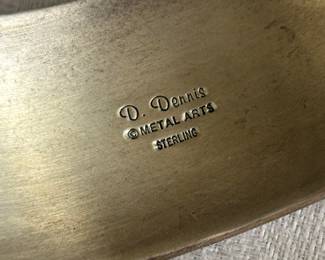 D. Dennis
© METAL ARTS
STERLING